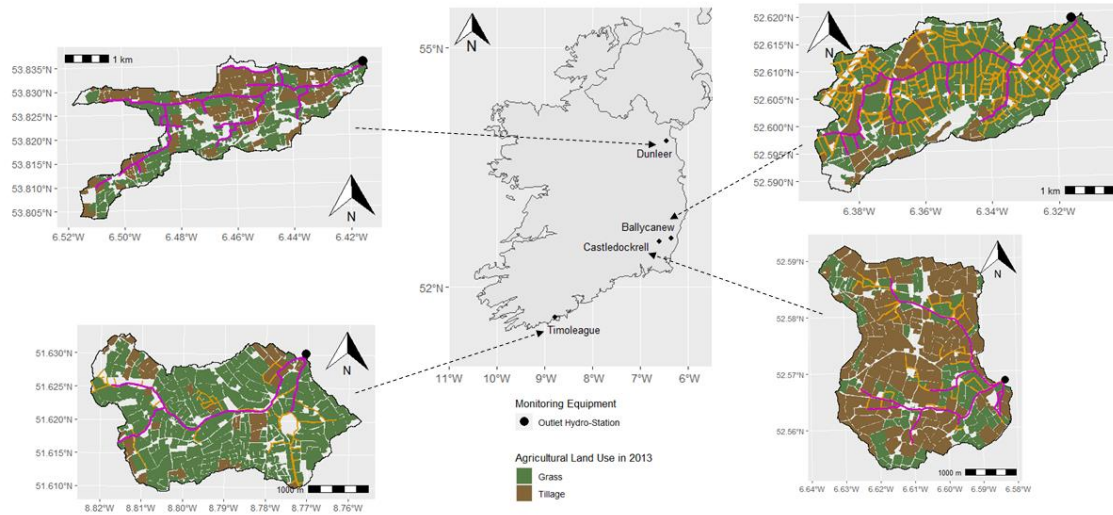 53.835°N
53.830°N
53.825°N
53.820°N
53.815°N
53.810°N
53.805°N
1 km
N
6.52°W 6.50°W 6.48°W 6.46°W 6.44°W 6.42°W
N
55°N
52°N
Dunleer
Ballycanew
Castledockrell
Timoleague
11°W 10°W 9°W 8°W 7°W 6°W
52.620°N
52.615°N
52.610°N
52.605°N
52.600°N
52.595°N
52.590°N
N
1 km
6.38°W 6.36°W 6.34°W 6.32°W
51.630°N
51.625°N
51.620°N
51.615°N
51.610°N
N
1000 m
8.82°W 8.81°W 8.80°W 8.79°W 8.78°W 8.77°W 8.76°W
Monitoring Equipment
Outlet Hydro-Station
Agricultural Land Use in 2013
Grass
Tillage
52.59°N
52.58°N
52.57°N
52.56°N
N
1000 m
6.64°W 6.63°W 6.62°W 6.61°W 6.60°W 6.59°W 6.58°W